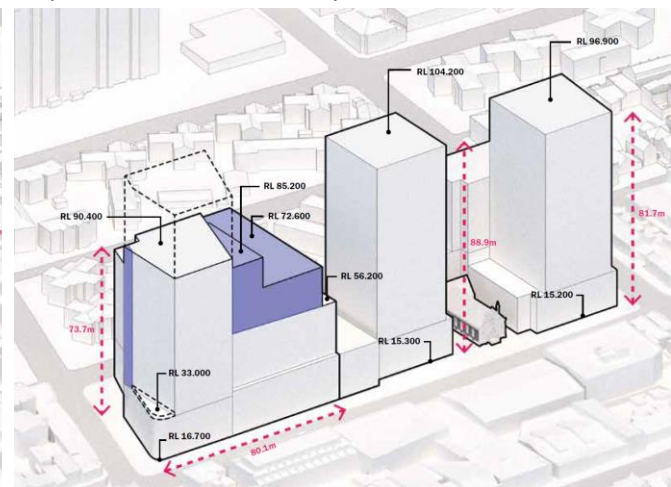 RL 96.900
RL 104.200
RL 85.200
RL 72.600
RL 90.400
81.7m
88.9m
RL 56.200
RL 15.200
73.7m
RL 15.300
RL 33.000
RL 16.700
80.1m